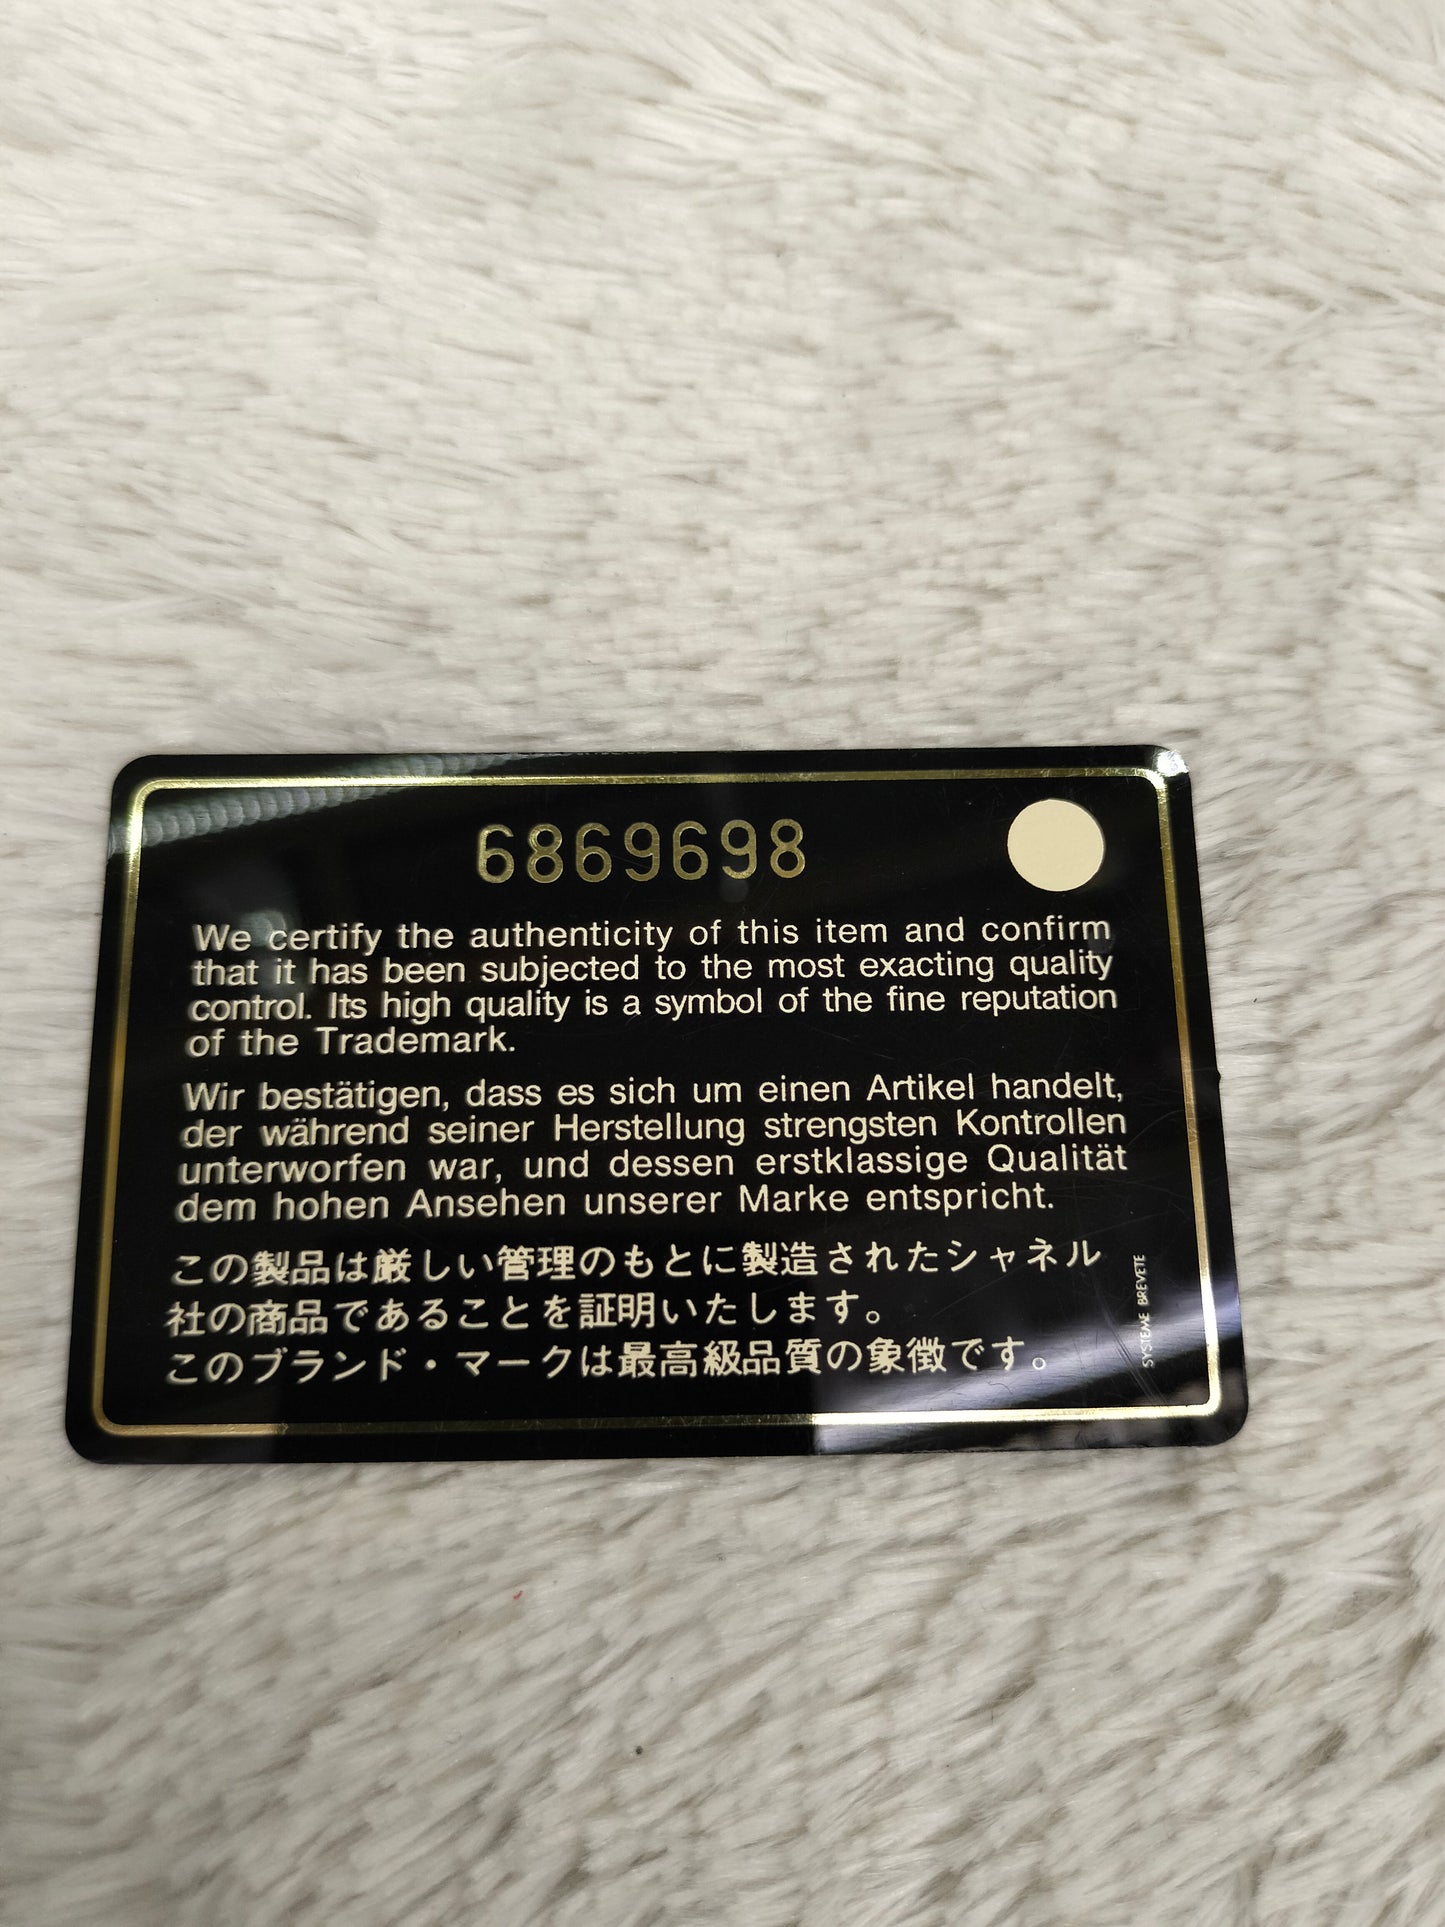 6869698
We certify the authenticity of this item and confirm
that it has been subjected to the most exacting quality
control. Its high quality is a symbol of the fine reputation
of the Trademark.
Wir bestätigen, dass es sich um einen Artikel handelt,
der während seiner Herstellung strengsten Kontrollen
unterworfen war, und dessen erstklassige Qualität
dem hohen Ansehen unserer Marke entspricht.
この製品は厳しい管理のもとに製造されたシャネル
社の商品であることを証明いたします。
このブランド・マークは最高級品質の象徴です。
SYSTEME BREVETE